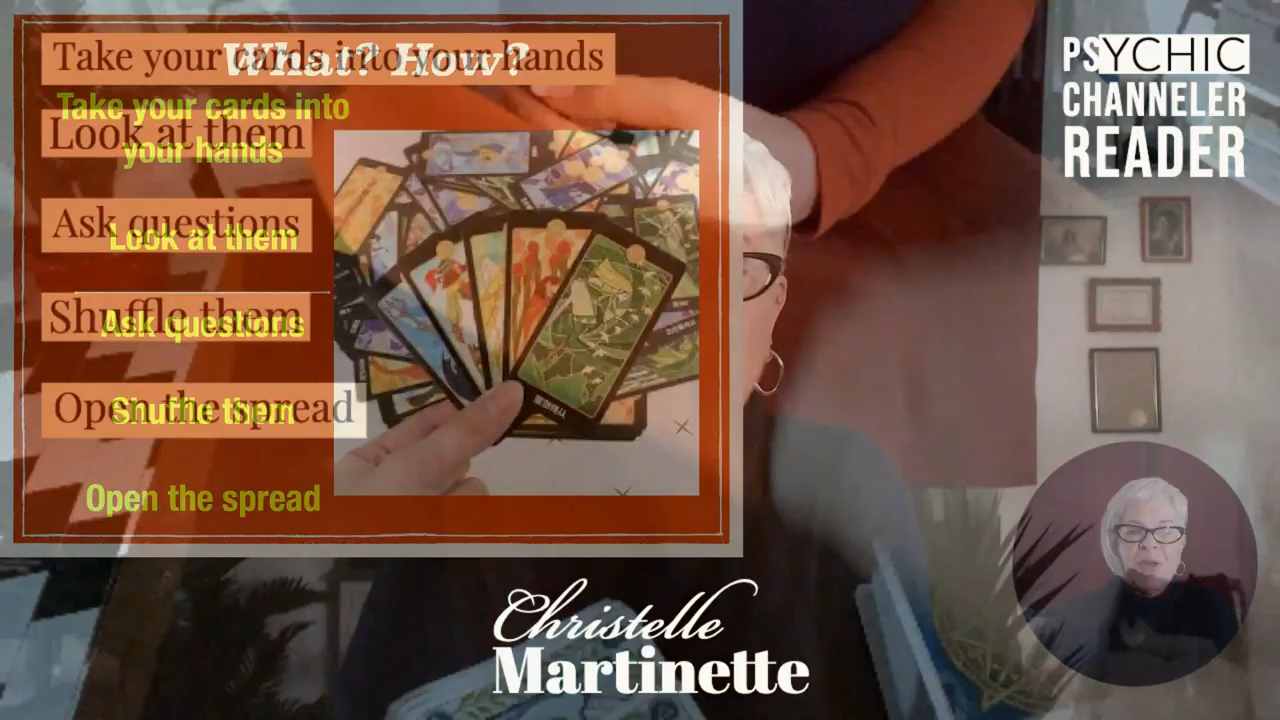 What? How?
Take your cards into your hands
Look at them
Ask questions
Shuffle them
Open the spread
Take your cards into
your hands
Look at them
Ask questions
Shuffle them
Open the spread
PSYCHIC
CHANNELER
READER
Christelle
Martinette